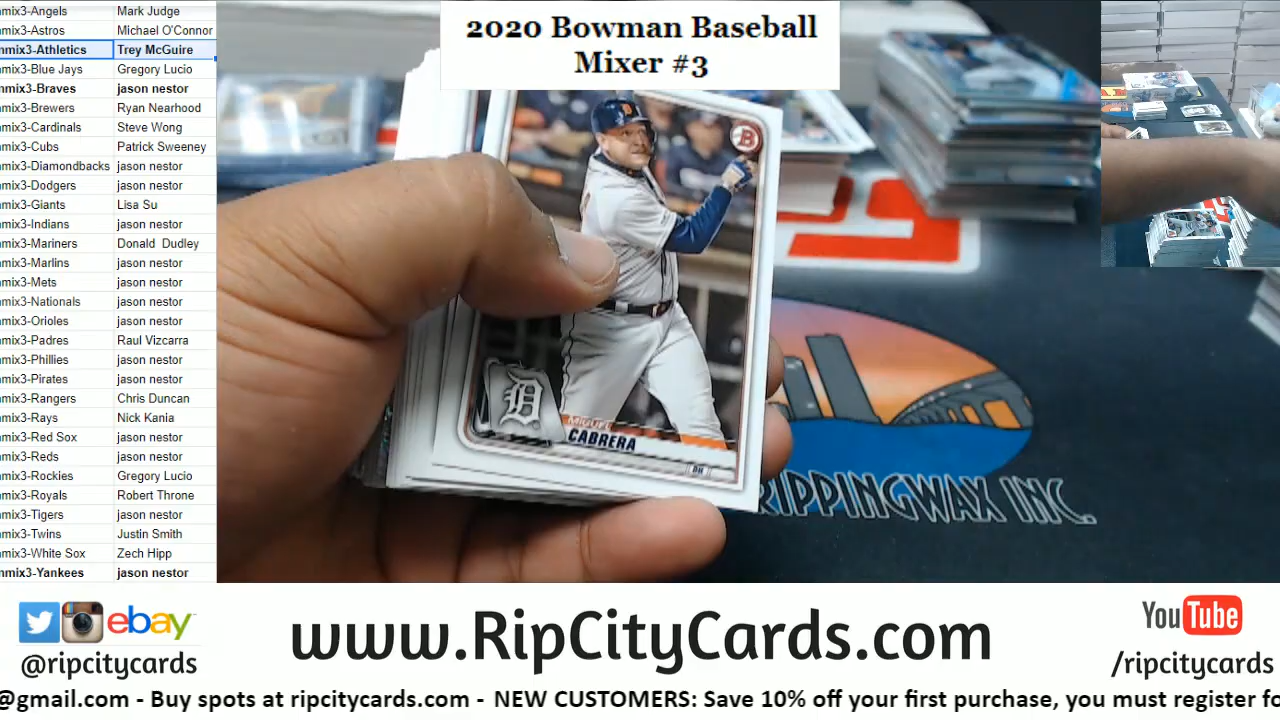 mix3-Angels Mark Judge
mix3-Astros Michael O'Connor
mix3-Athletics Trey McGuire
mix3-Blue Jays Gregory Lucio
mix3-Braves jason nestor
mix3-Brewers Ryan Nearhood
mix3-Cardinals Steve Wong
mix3-Cubs Patrick Sweeney
mix3-Diamondbacks jason nestor
mix3-Dodgers jason nestor
mix3-Giants Lisa Su
mix3-Indians jason nestor
mix3-Mariners Donald Dudley
mix3-Marlins jason nestor
mix3-Mets jason nestor
mix3-Nationals jason nestor
mix3-Orioles jason nestor
mix3-Padres Raul Vizcarra
mix3-Phillies jason nestor
mix3-Pirates jason nestor
mix3-Rangers Chris Duncan
mix3-Rays Nick Kania
mix3-Red Sox jason nestor
mix3-Reds jason nestor
mix3-Rockies Gregory Lucio
mix3-Royals Robert Throne
mix3-Tigers jason nestor
mix3-Twins Justin Smith
mix3-White Sox Zech Hipp
mix3-Yankees jason nestor
2020 Bowman Baseball
Mixer #3
B
D
MIGUEL
CABRERA
DH
RIPPINGWAX INC.
ebay
@ripcitycards
www.RipCityCards.com
YouTube
/ripcitycards
@gmail.com - Buy spots at ripcitycards.com - NEW CUSTOMERS: Save 10% off your first purchase, you must register fo